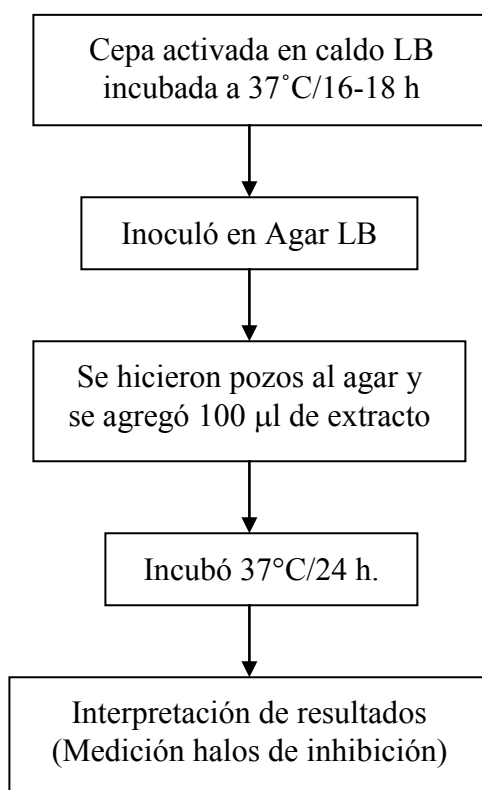 Cepa activada en caldo LB
incubada a 37˚C/16-18 h
Inoculó en Agar LB
Se hicieron pozos al agar y
se agregó 100 μl de extracto
Incubó 37°C/24 h.
Interpretación de resultados
(Medición halos de inhibición)